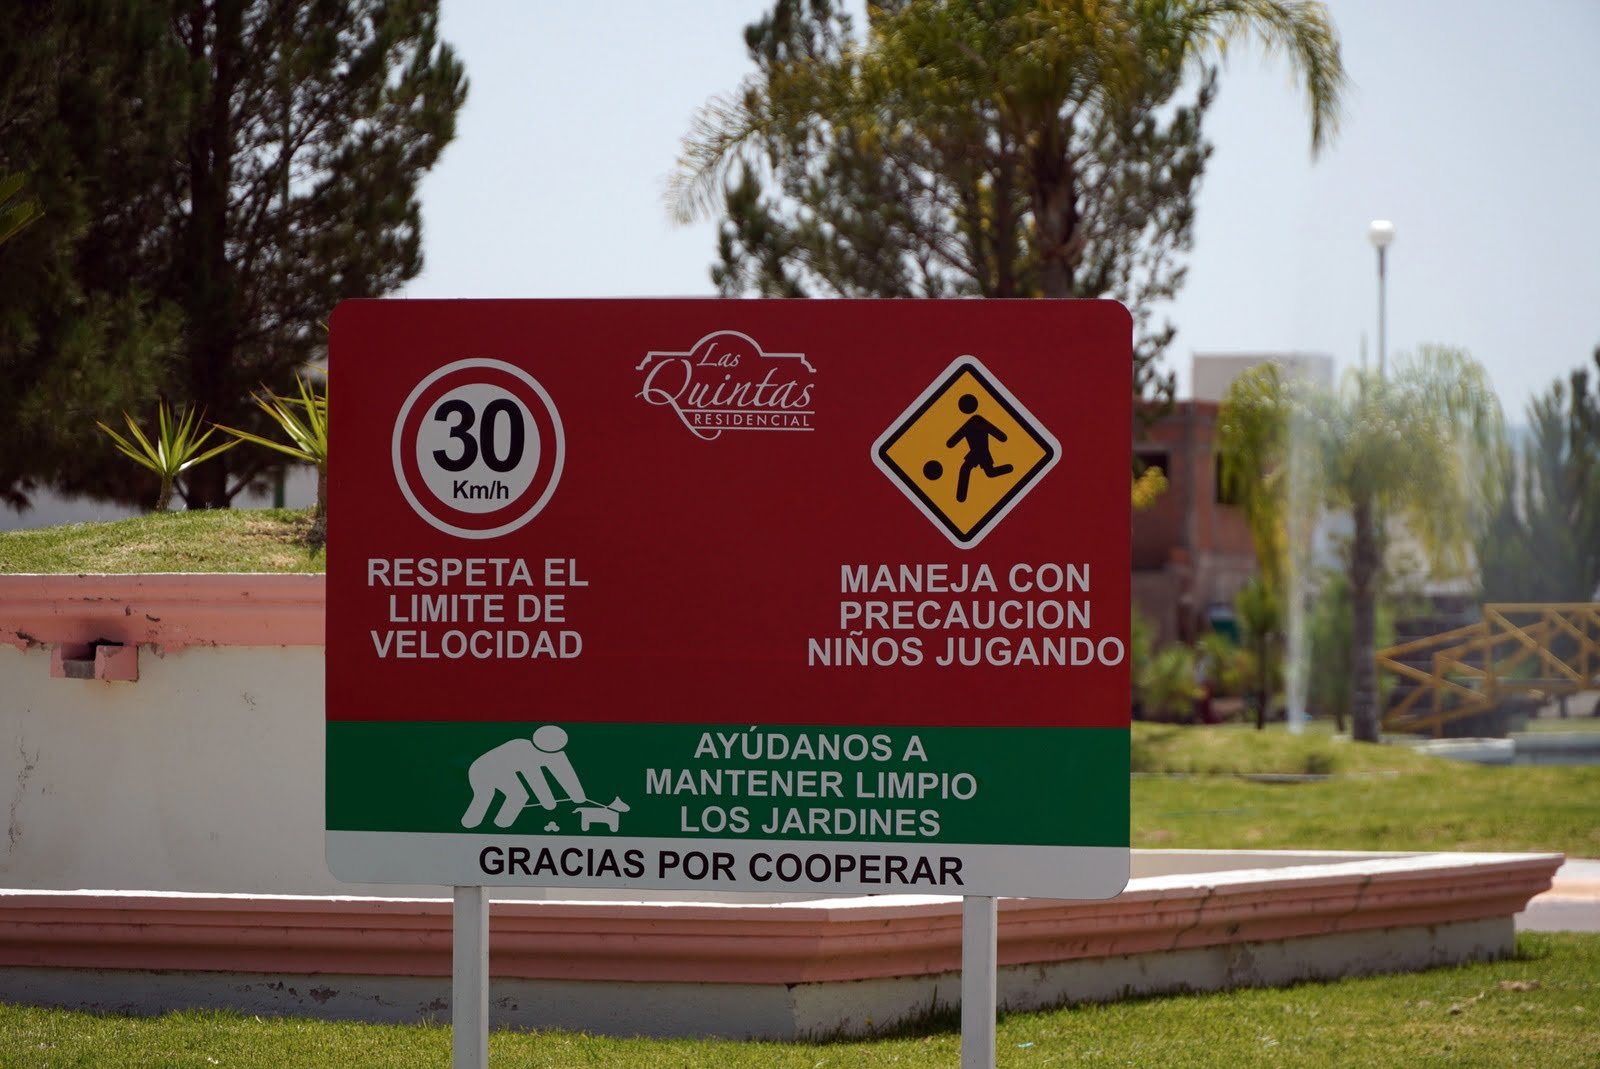 Las
Quintas
RESIDENCIAL
30
Km/h
RESPETA EL
LIMITE DE
VELOCIDAD
MANEJA CON
PRECAUCION
NIÑOS JUGANDO
AYÚDANOS A
MANTENER LIMPIO
LOS JARDINES
GRACIAS POR COOPERAR